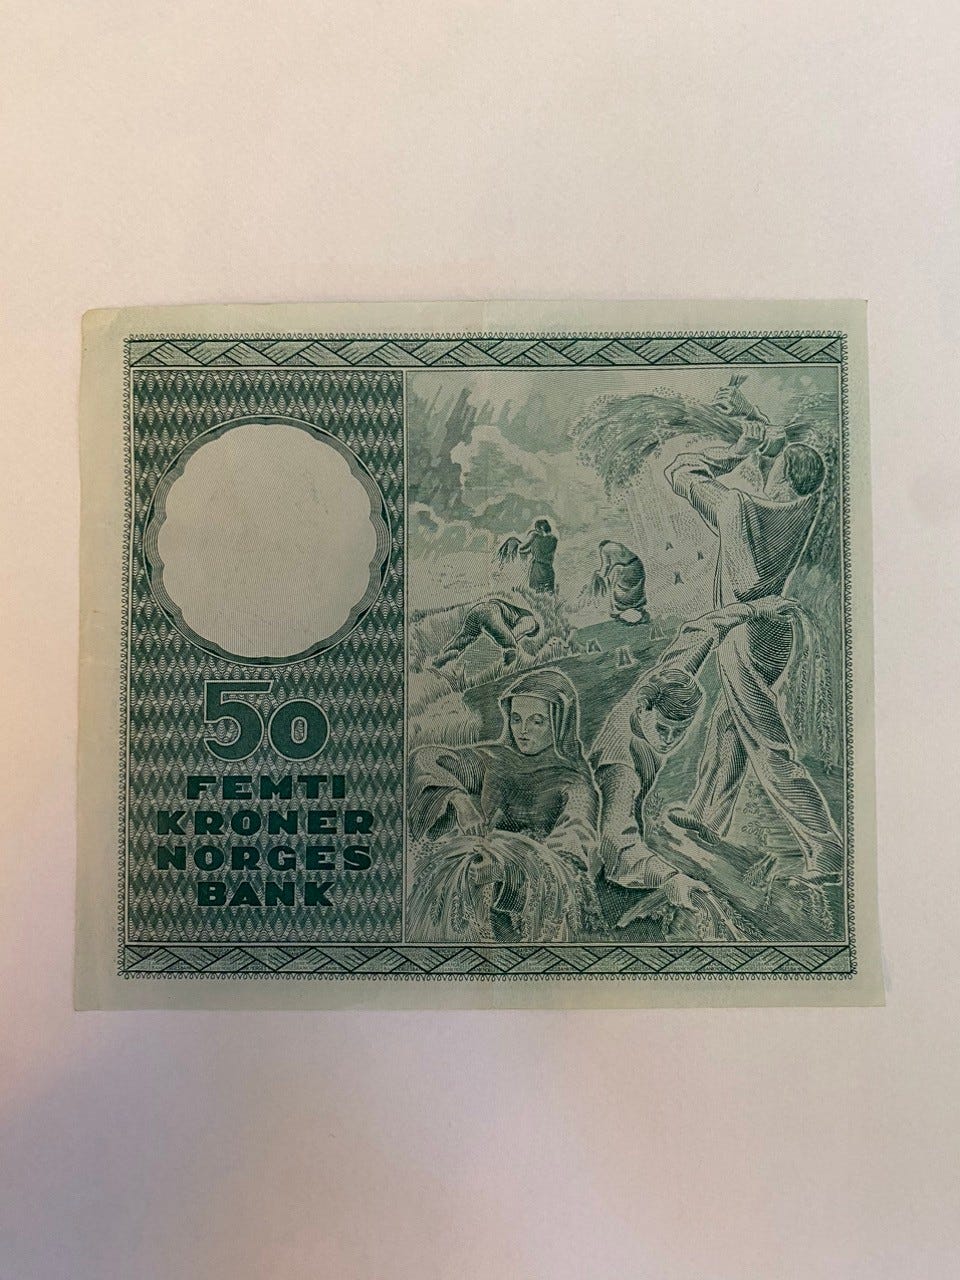 50
FEMTI
KRONER
NORGES
BANK